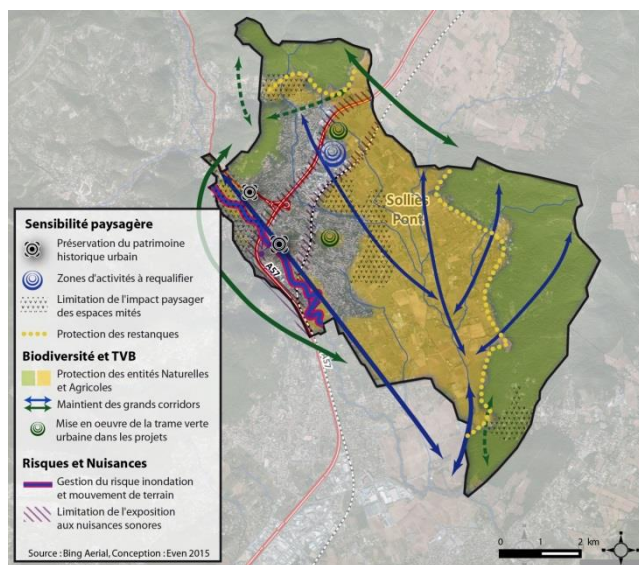 Solliès
Pont
A57
A57
Sensibilité paysagère
Préservation du patrimoine
historique urbain
Zones d'activités à requalifier
Limitation de l'impact paysager
des espaces mités
Protection des restanques
Biodiversité et TVB
Protection des entités Naturelles
et Agricoles
Maintient des grands corridors
Mise en oeuvre de la trame verte
urbaine dans les projets
Risques et Nuisances
Gestion du risque inondation
et mouvement de terrain
Limitation de l'exposition
aux nuisances sonores
Source : Bing Aerial, Conception : Even 2015
0 1 2 km